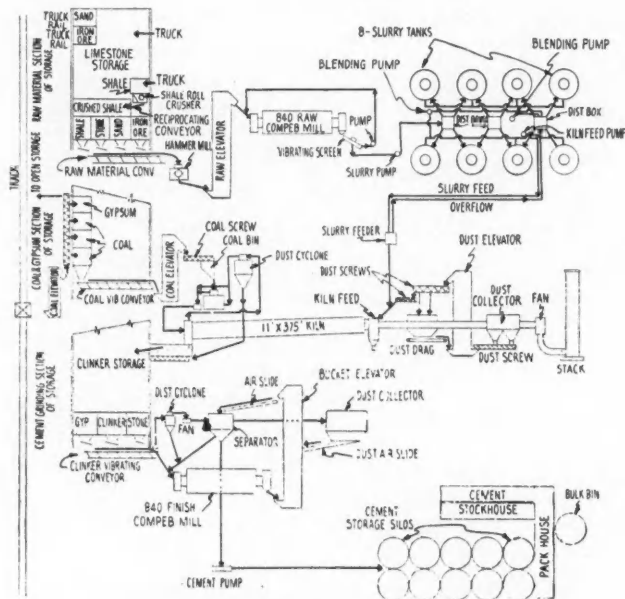 TRUCK
RAIL
TRUCK
RAIL
SAND
IRON
ORE
TRUCK
LIMESTONE
STORAGE
SHALE
TRUCK
SHALE ROLL
CRUSHER
CRUSHED SHALE
RECIPROCATING
CONVEYOR
SHALE
STONE
SAND
IRON
ORE
HAMMER MILL
RAW MATERIAL CONV
RAW MATERIAL SECTION
OF STORAGE
TO OPEN STORAGE
TRACK
RAW ELEVATOR
840 RAW
COMPEB MILL
PUMP
VIBRATING SCREEN
SLURRY PUMP
8-SLURRY TANKS
BLENDING PUMP
BLENDING PUMP
DIST BOX
KILN FEED PUMP
SLURRY FEED
OVERFLOW
SLURRY FEEDER
COAL & GYPSUM SECTION
OF STORAGE
GYPSUM
COAL
COAL ELEVATOR
COAL VIB CONVEYOR
COAL ELEVATOR
COAL SCREW
COAL BIN
DUST CYCLONE
DUST ELEVATOR
DUST SCREWS
KILN FEED
DUST
COLLECTOR
FAN
11' X 375' KILN
DUST DRAG
DUST SCREW
STACK
CLINKER STORAGE
CEMENT GRINDING SECTION
OF STORAGE
GYP
CLINKER
STONE
CLINKER VIBRATING
CONVEYOR
DUST CYCLONE
FAN
AIR SLIDE
SEPARATOR
BUCKET ELEVATOR
DUST COLLECTOR
DUST AIR SLIDE
840 FINISH
COMPEB MILL
CEMENT PUMP
CEMENT
STORAGE SILOS
CEMENT
STOCKHOUSE
PACK HOUSE
BULK BIN